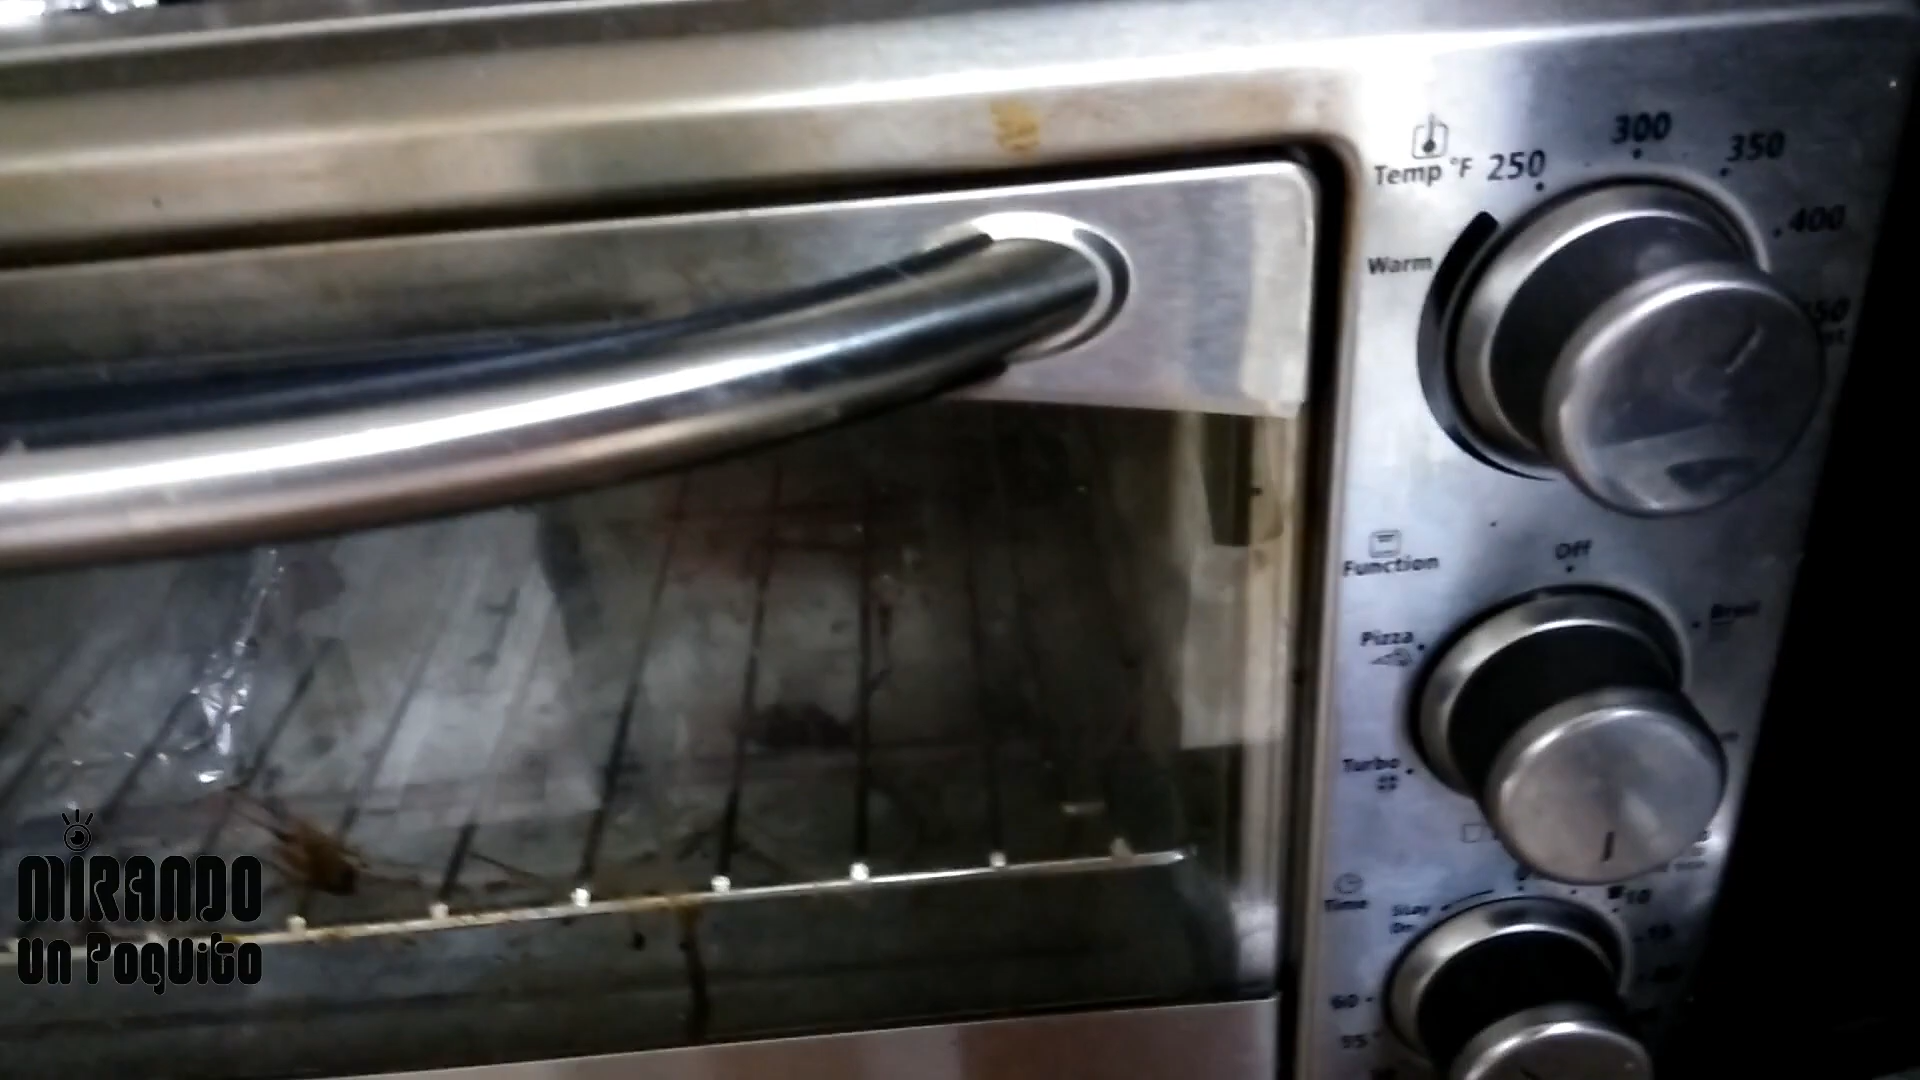 300
350
Temp °F 250
400
Warm
Off
Function
Broil
Pizza
Turbo
Time
Stay
On
10
60
55
MIRANDO
Un Poquito